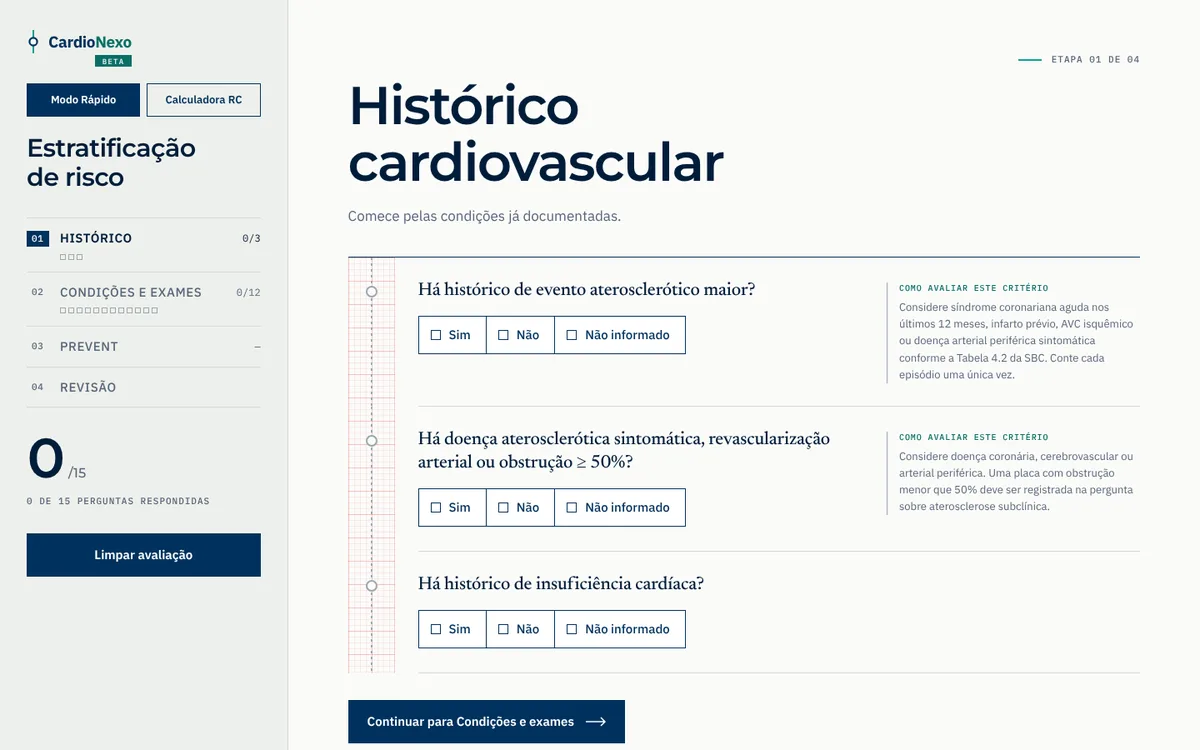 CardioNexo
BETA
Modo Rápido
Calculadora RC
Estratificação
de risco
01 HISTÓRICO 0/3
02 CONDIÇÕES E EXAMES 0/12
03 PREVENT –
04 REVISÃO
0 /15
0 DE 15 PERGUNTAS RESPONDIDAS
Limpar avaliação
ETAPA 01 DE 04
Histórico
cardiovascular
Comece pelas condições já documentadas.
Há histórico de evento aterosclerótico maior?
Sim Não Não informado
COMO AVALIAR ESTE CRITÉRIO
Considere síndrome coronariana aguda nos
últimos 12 meses, infarto prévio, AVC isquêmico
ou doença arterial periférica sintomática
conforme a Tabela 4.2 da SBC. Conte cada
episódio uma única vez.
Há doença aterosclerótica sintomática, revascularização
arterial ou obstrução ≥ 50%?
Sim Não Não informado
COMO AVALIAR ESTE CRITÉRIO
Considere doença coronária, cerebrovascular ou
arterial periférica. Uma placa com obstrução
menor que 50% deve ser registrada na pergunta
sobre aterosclerose subclínica.
Há histórico de insuficiência cardíaca?
Sim Não Não informado
Continuar para Condições e exames →